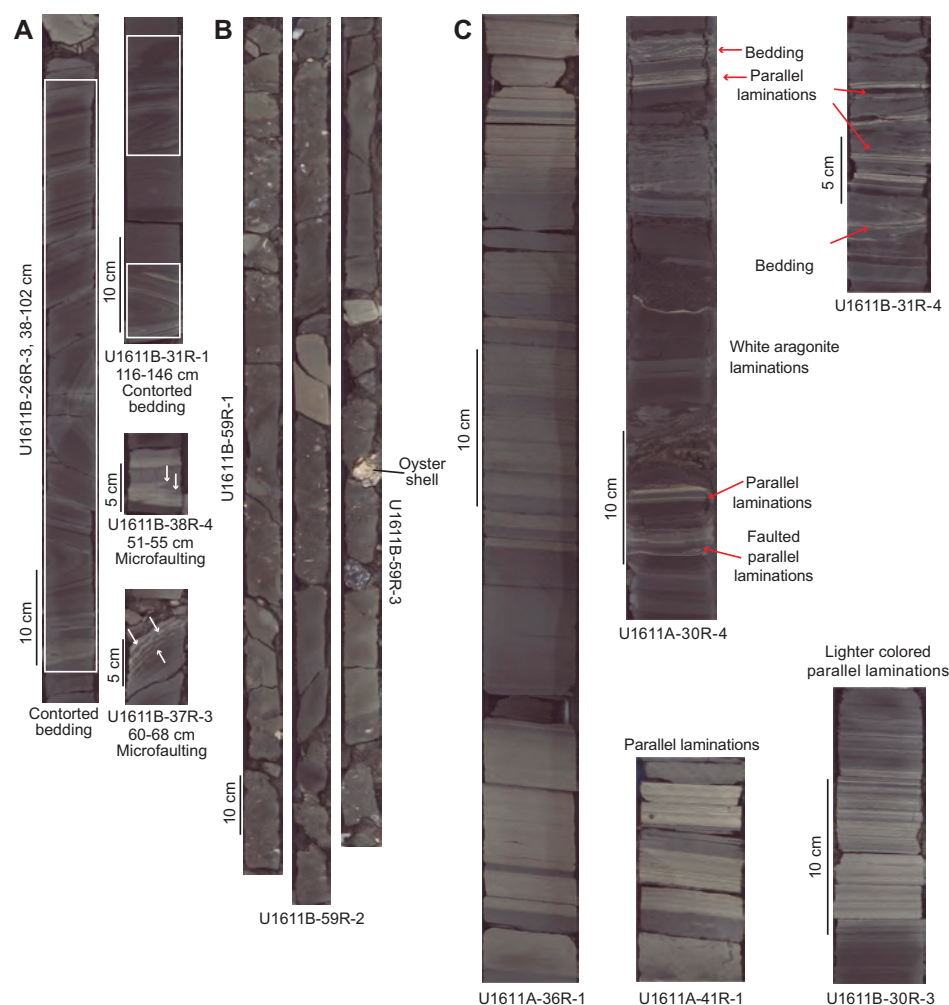 A
U1611B-26R-3, 38-102 cm
10 cm
Contorted
bedding
10 cm
U1611B-31R-1
116-146 cm
Contorted
bedding
5 cm
U1611B-38R-4
51-55 cm
Microfaulting
5 cm
U1611B-37R-3
60-68 cm
Microfaulting
B
U1611B-59R-1
10 cm
U1611B-59R-2
Oyster
shell
U1611B-59R-3
C
10 cm
U1611A-36R-1
Bedding
Parallel
laminations
5 cm
Bedding
U1611B-31R-4
White aragonite
laminations
10 cm
Parallel
laminations
Faulted
parallel
laminations
U1611A-30R-4
Parallel laminations
U1611A-41R-1
Lighter colored
parallel laminations
10 cm
U1611B-30R-3